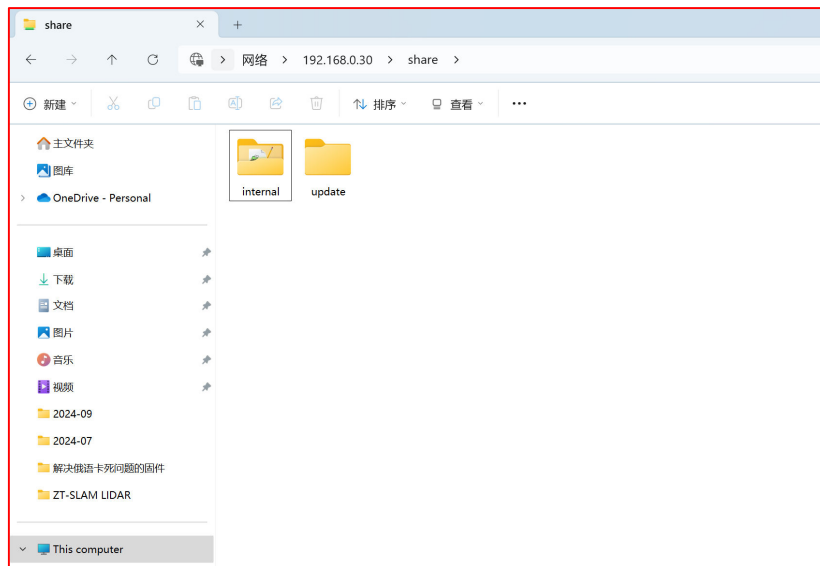 share
网络 > 192.168.0.30 > share >
新建 排序 查看 ...
主文件夹
图库
OneDrive - Personal
桌面
下载
文档
图片
音乐
视频
2024-09
2024-07
解决俄语卡死问题的固件
ZT-SLAM LIDAR
This computer
internal
update